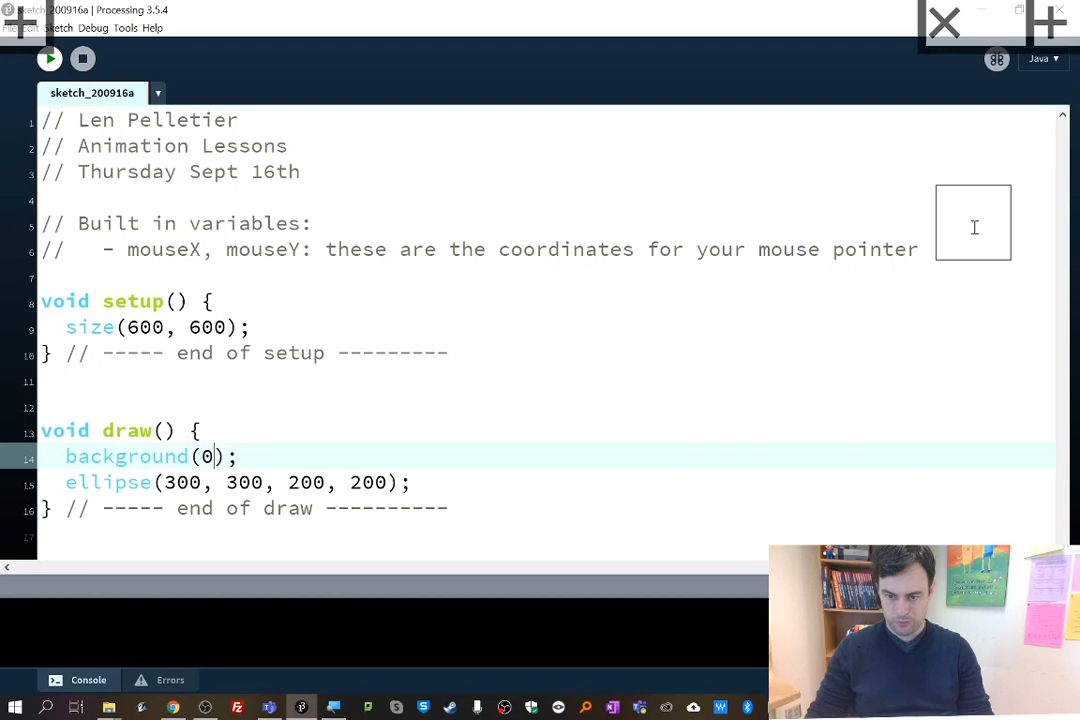 sketch_200916a | Processing 3.5.4
File Edit Sketch Debug Tools Help
Java ▾
sketch_200916a ▾
1 // Len Pelletier
2 // Animation Lessons
3 // Thursday Sept 16th
4
5 // Built in variables:
6 //   - mouseX, mouseY: these are the coordinates for your mouse pointer
7
8 void setup() {
9   size(600, 600);
10 } // ----- end of setup ---------
11
12
13 void draw() {
14   background(0);
15   ellipse(300, 300, 200, 200);
16 } // ----- end of draw ----------
17
Console Errors